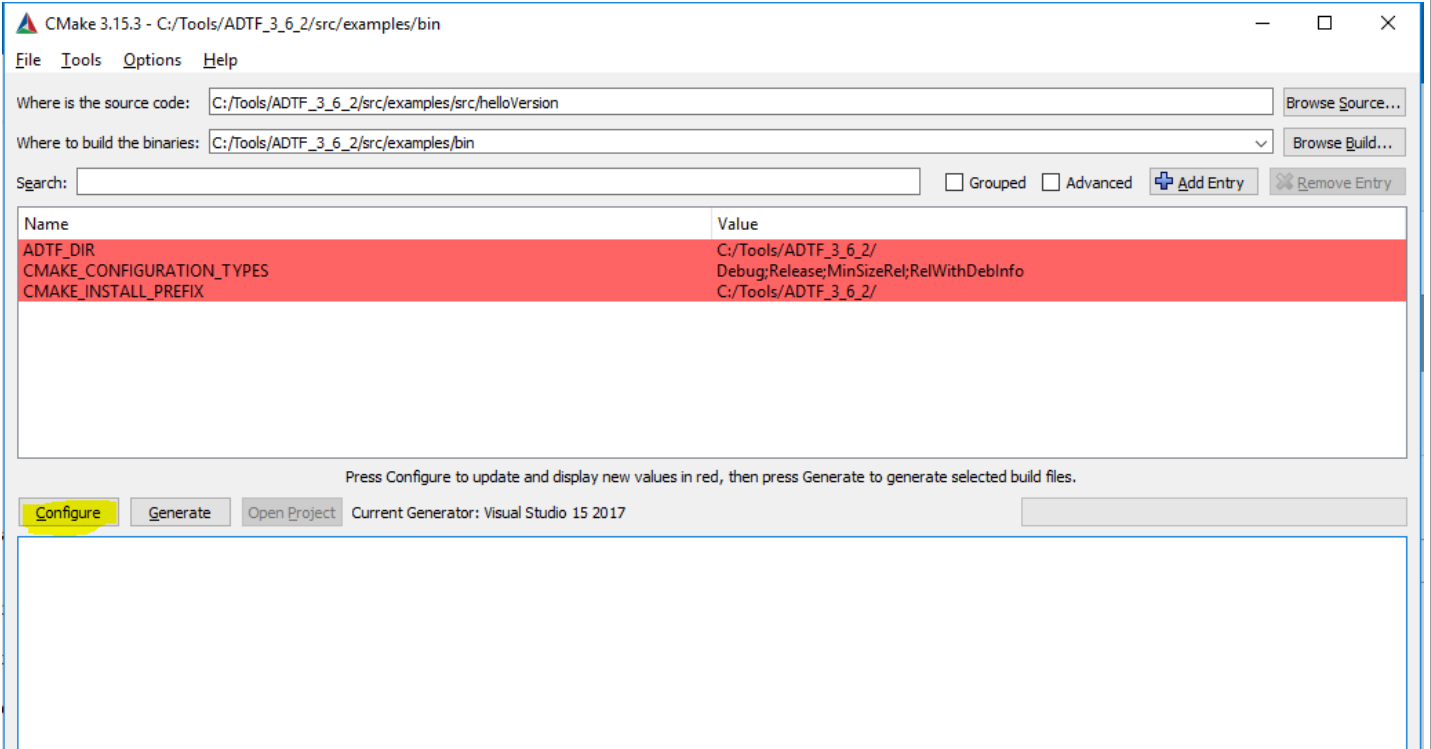 CMake 3.15.3 - C:/Tools/ADTF_3_6_2/src/examples/bin
File Tools Options Help
Where is the source code: C:/Tools/ADTF_3_6_2/src/examples/src/helloVersion Browse Source...
Where to build the binaries: C:/Tools/ADTF_3_6_2/src/examples/bin Browse Build...
Search: Grouped Advanced Add Entry Remove Entry
Name Value
ADTF_DIR C:/Tools/ADTF_3_6_2/
CMAKE_CONFIGURATION_TYPES Debug;Release;MinSizeRel;RelWithDebInfo
CMAKE_INSTALL_PREFIX C:/Tools/ADTF_3_6_2/
Press Configure to update and display new values in red, then press Generate to generate selected build files.
Configure Generate Open Project Current Generator: Visual Studio 15 2017